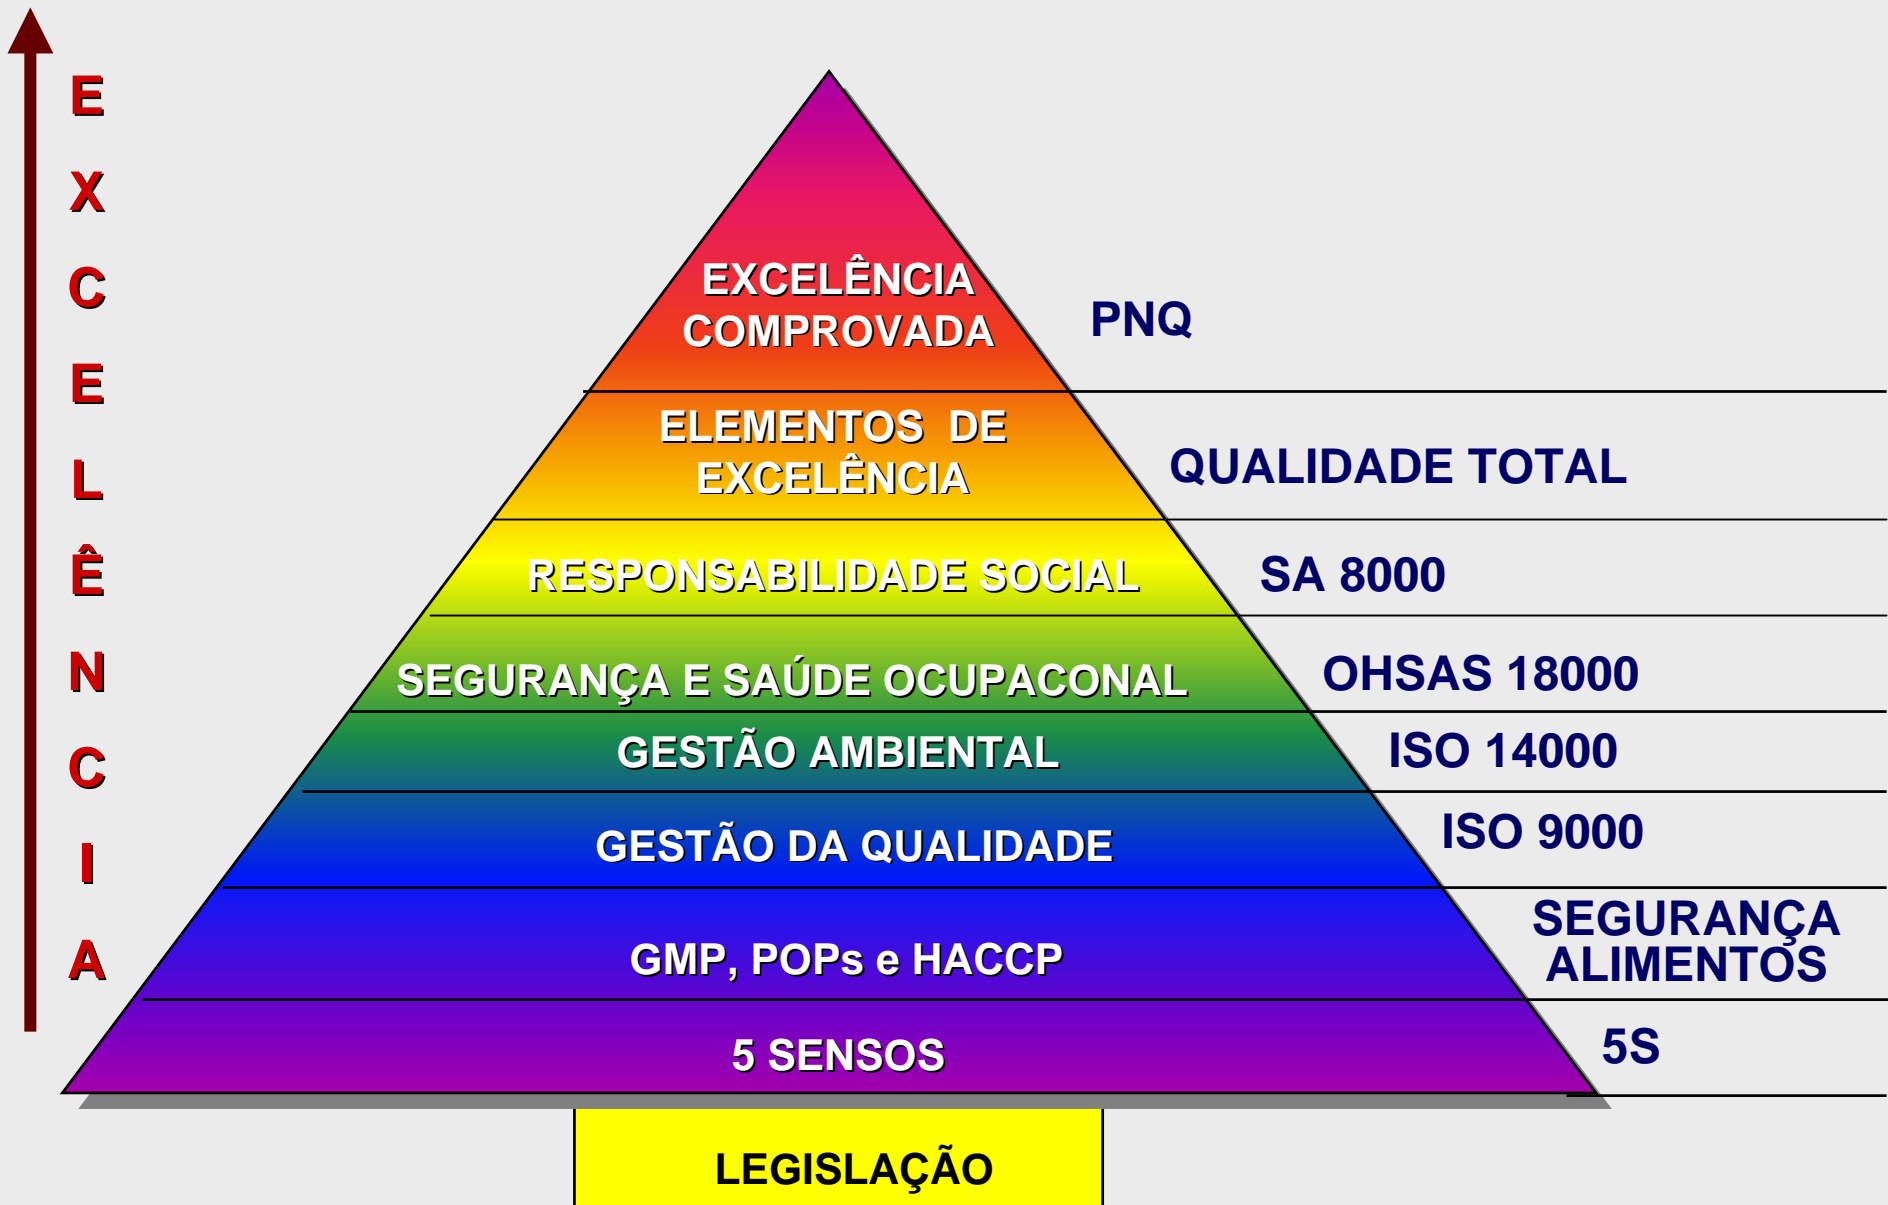 E
X
C
E
L
Ê
N
C
I
A
EXCELÊNCIA
COMPROVADA
PNQ
ELEMENTOS DE
EXCELÊNCIA
QUALIDADE TOTAL
RESPONSABILIDADE SOCIAL
SA 8000
SEGURANÇA E SAÚDE OCUPACONAL
OHSAS 18000
GESTÃO AMBIENTAL
ISO 14000
GESTÃO DA QUALIDADE
ISO 9000
GMP, POPs e HACCP
SEGURANÇA
ALIMENTOS
5 SENSOS
5S
LEGISLAÇÃO